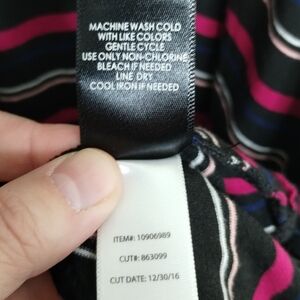 MACHINE WASH COLD
WITH LIKE COLORS
GENTLE CYCLE
USE ONLY NON-CHLORINE
BLEACH IF NEEDED
LINE DRY
COOL IRON IF NEEDED
ITEM#: 10906989
CUT#: 863099
CUT DATE: 12/30/16